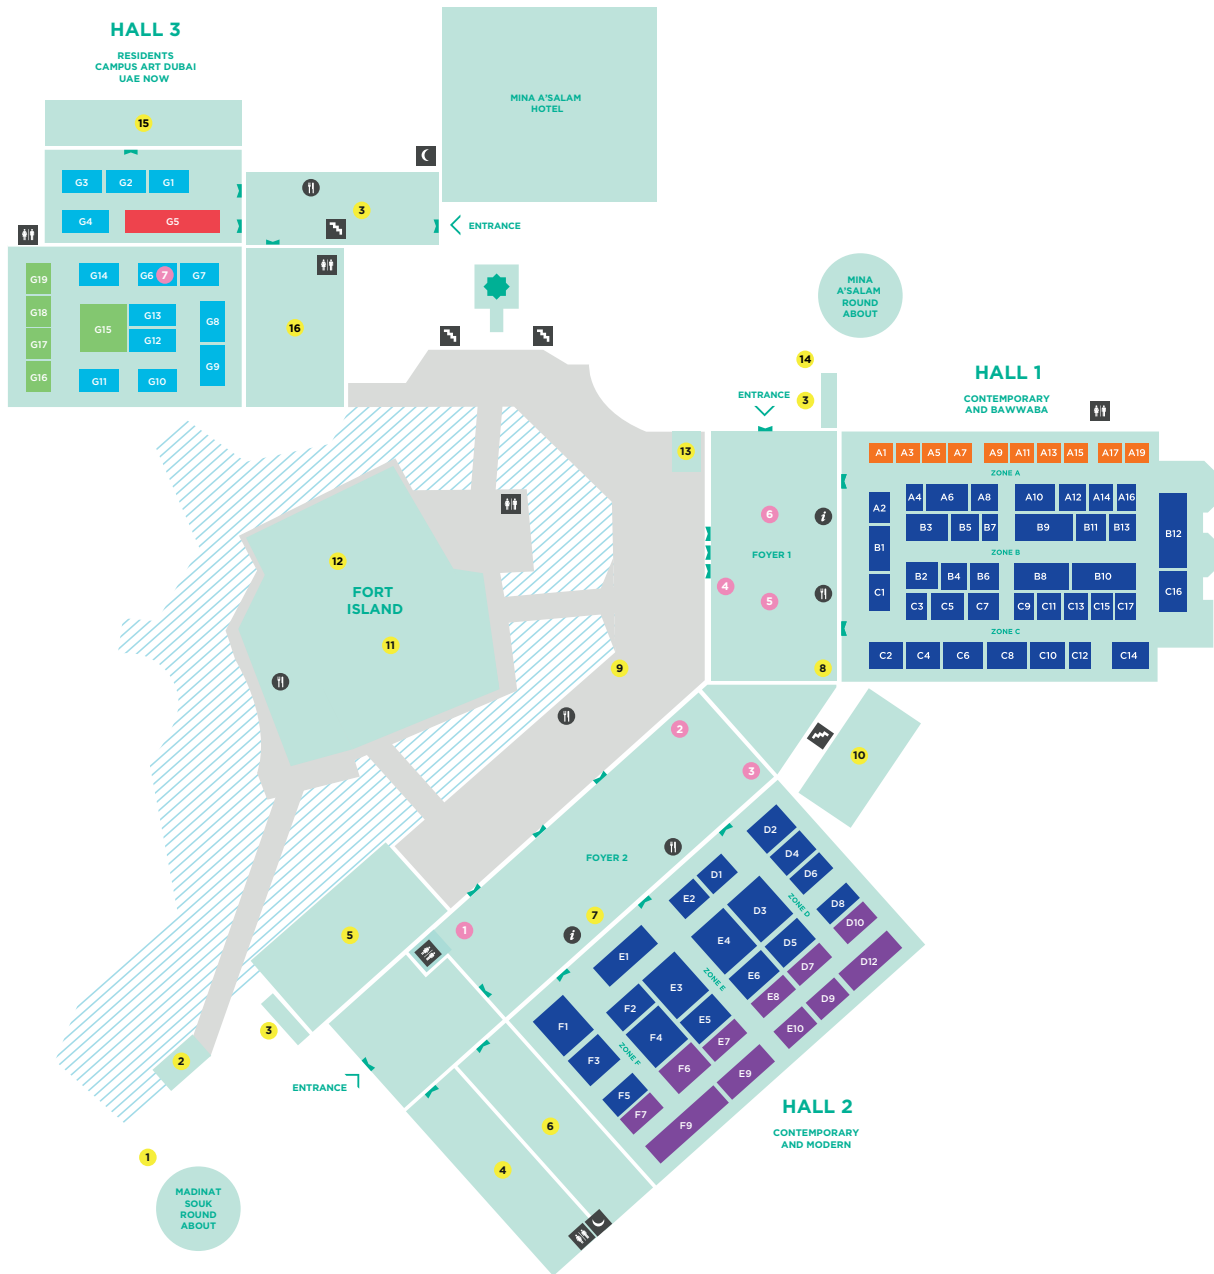 HALL 3
RESIDENTS
CAMPUS ART DUBAI
UAE NOW
MINA A'SALAM
HOTEL
15
G3 G2 G1
G4 G5
3
ENTRANCE
G19
G18
G17
G16
G14
G6 7 G7
G15
G13
G12
G8
G9
G11
G10
16
MINA
A'SALAM
ROUND
ABOUT
14
3
ENTRANCE
HALL 1
CONTEMPORARY
AND BAWWABA
13
6
i
FOYER 1
4
5
8
A1 A3 A5 A7 A9 A11 A13 A15 A17 A19
ZONE A
A2
A4 A6 A8 A10 A12 A14 A16
B3 B5 B7 B9 B11 B13
B1
B12
ZONE B
B2 B4 B6 B8 B10
C1
C16
C3 C5 C7 C9 C11 C13 C15 C17
ZONE C
C2 C4 C6 C8 C10 C12 C14
12
FORT
ISLAND
11
9
10
2
3
FOYER 2
7
i
1
5
3
2
ENTRANCE
D2
D4
D6
D1
E2
D3
ZONE D
D8
D10
E4
D5
D7
D12
E1
E6
E8
D9
E3
ZONE E
E10
F2
E5
E7
F1
F4
E9
F3
ZONE F
F6
F5
F7
F9
HALL 2
CONTEMPORARY
AND MODERN
6
4
1
MADINAT
SOUK
ROUND
ABOUT